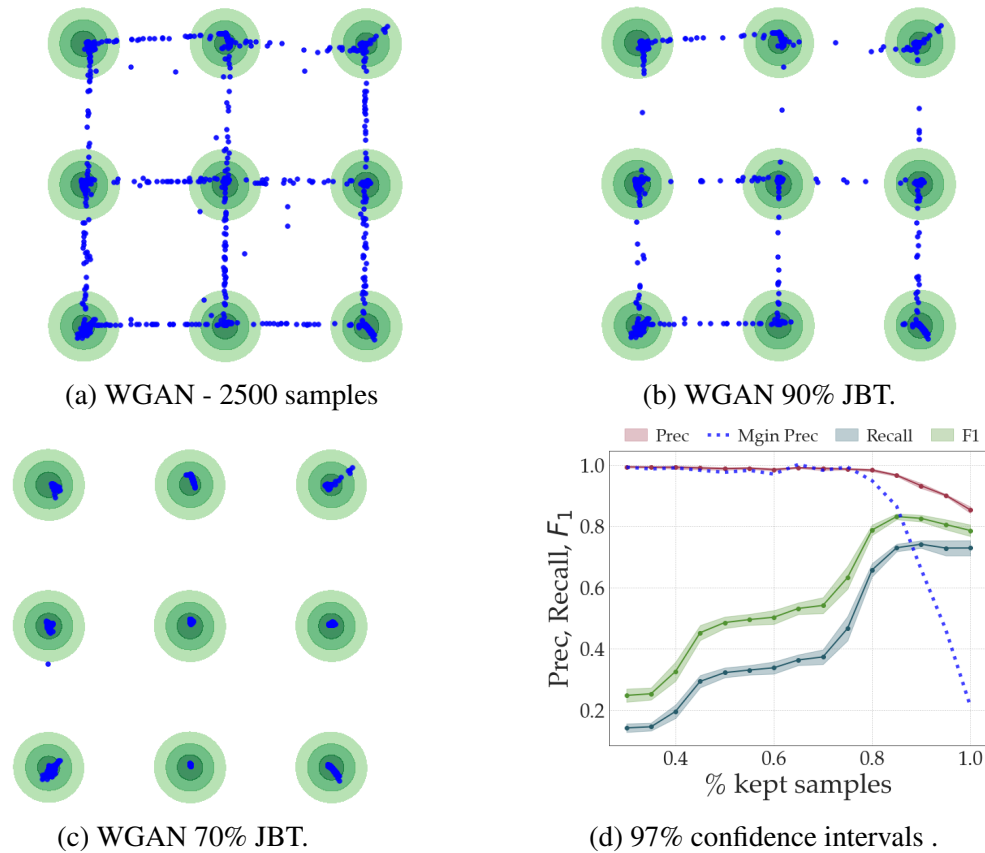 (a) WGAN - 2500 samples
(b) WGAN 90% JBT.
Prec Mgin Prec Recall F1
1.0
0.8
0.6
0.4
0.2
Prec, Recall, F₁
0.4 0.6 0.8 1.0
% kept samples
(c) WGAN 70% JBT.
(d) 97% confidence intervals .